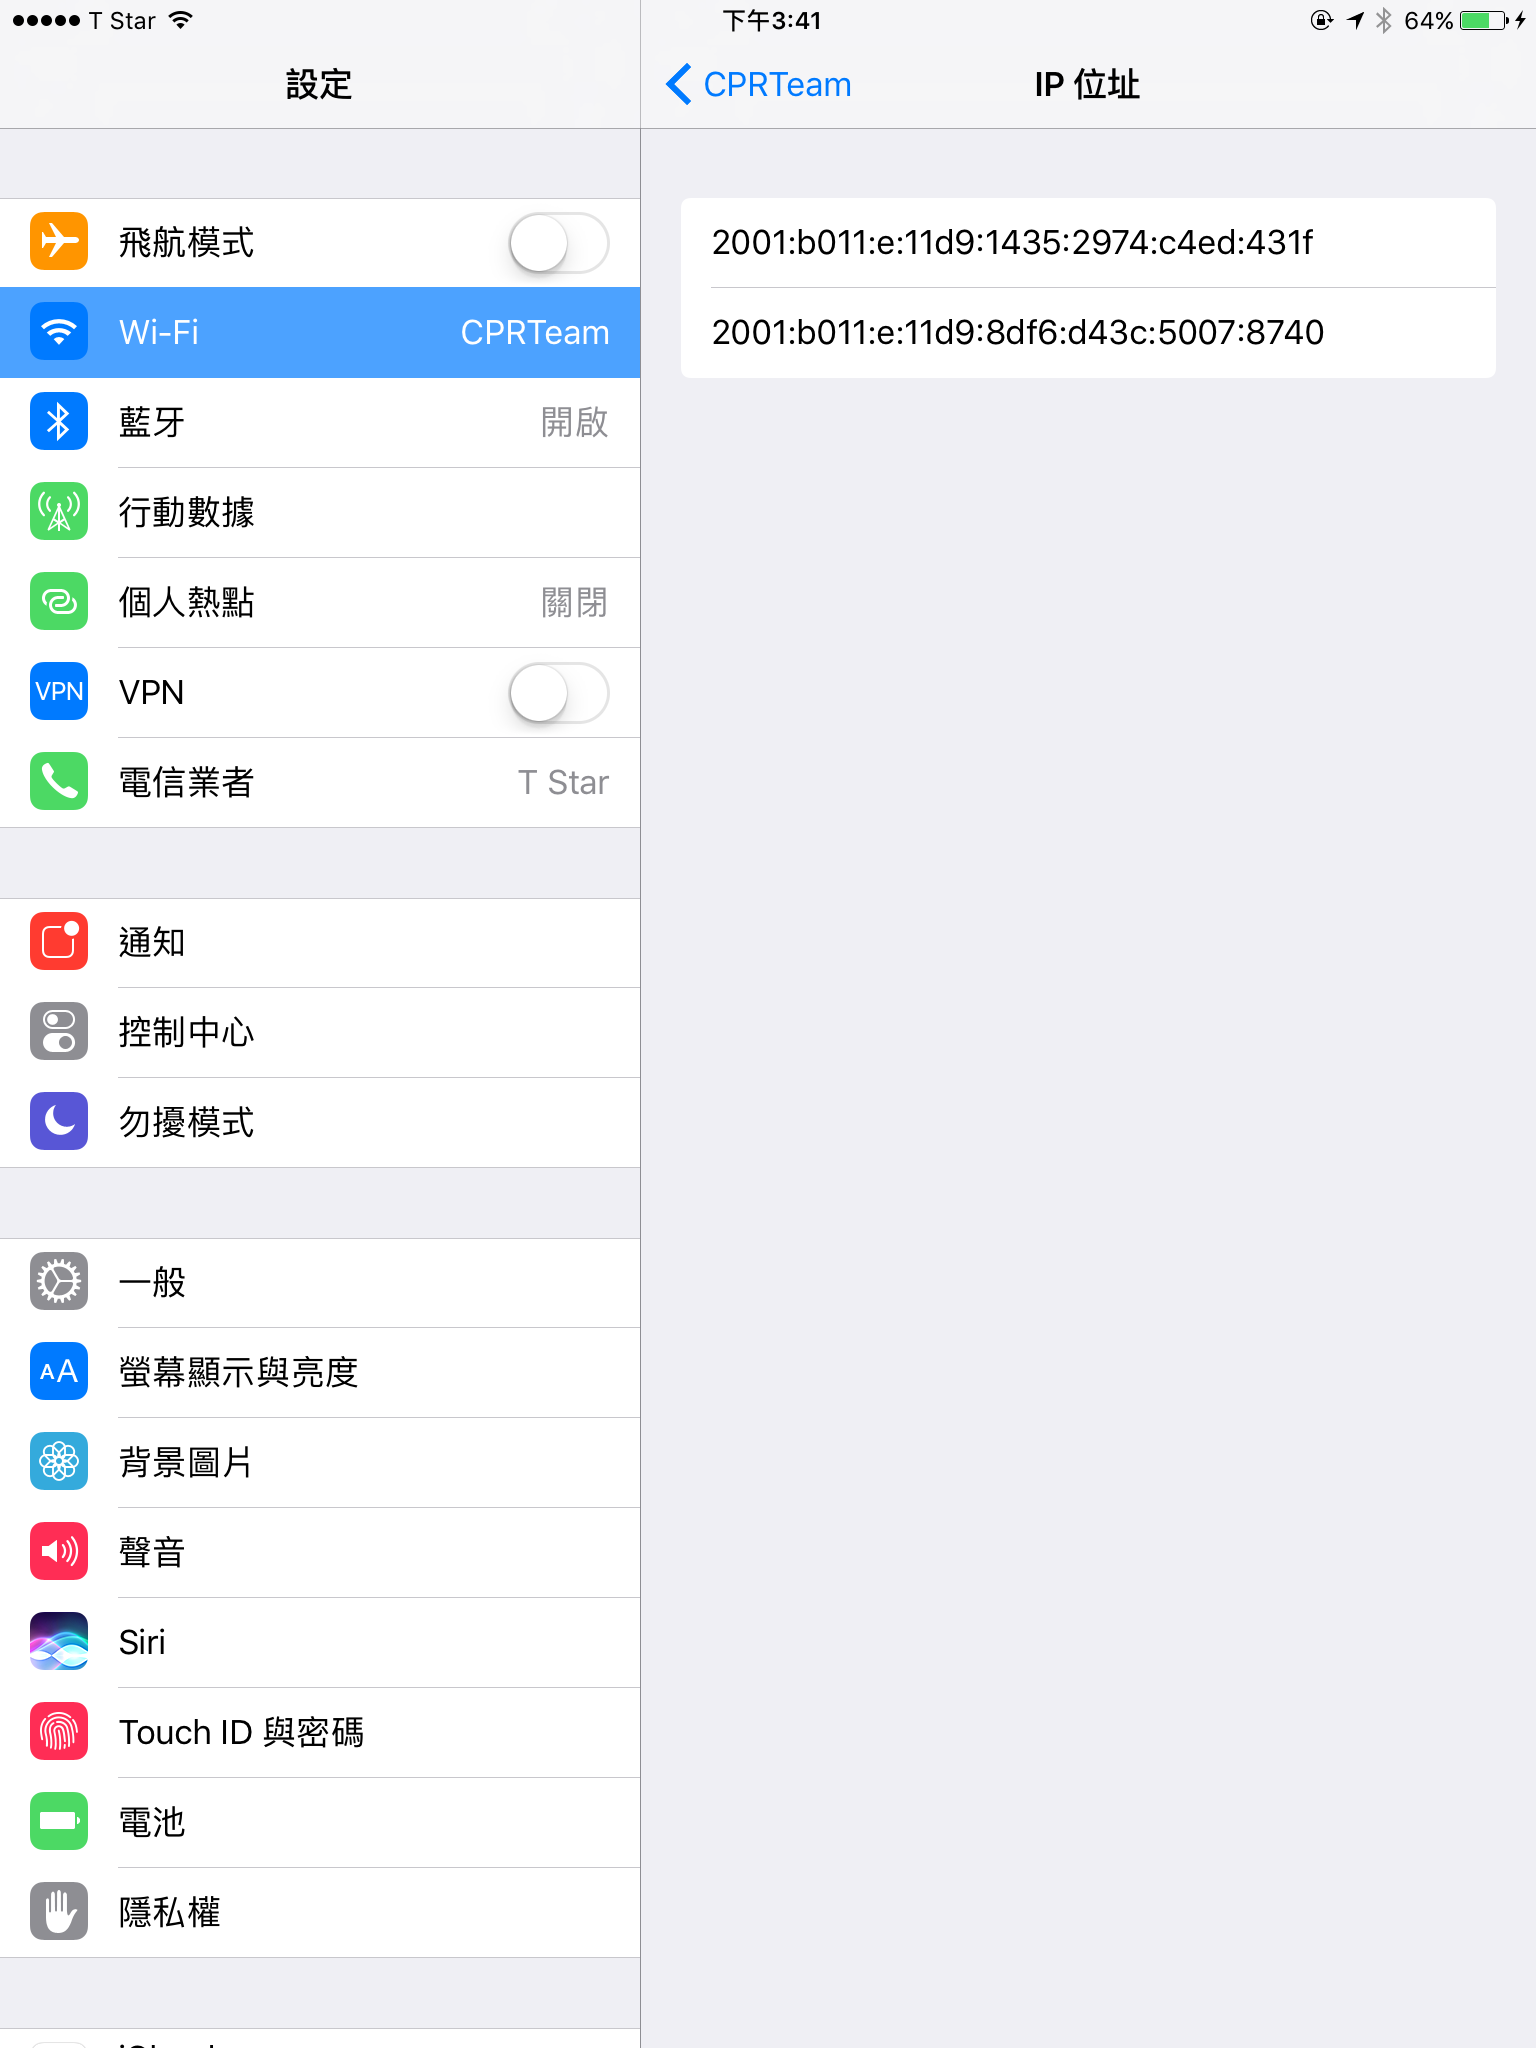 T Star
下午3:41
64%
設定
CPRTeam
IP 位址
飛航模式
Wi-Fi
CPRTeam
藍牙
開啟
行動數據
個人熱點
關閉
VPN
VPN
電信業者
T Star
通知
控制中心
勿擾模式
一般
AA
螢幕顯示與亮度
背景圖片
聲音
Siri
Touch ID 與密碼
電池
隱私權
2001:b011:e:11d9:1435:2974:c4ed:431f
2001:b011:e:11d9:8df6:d43c:5007:8740